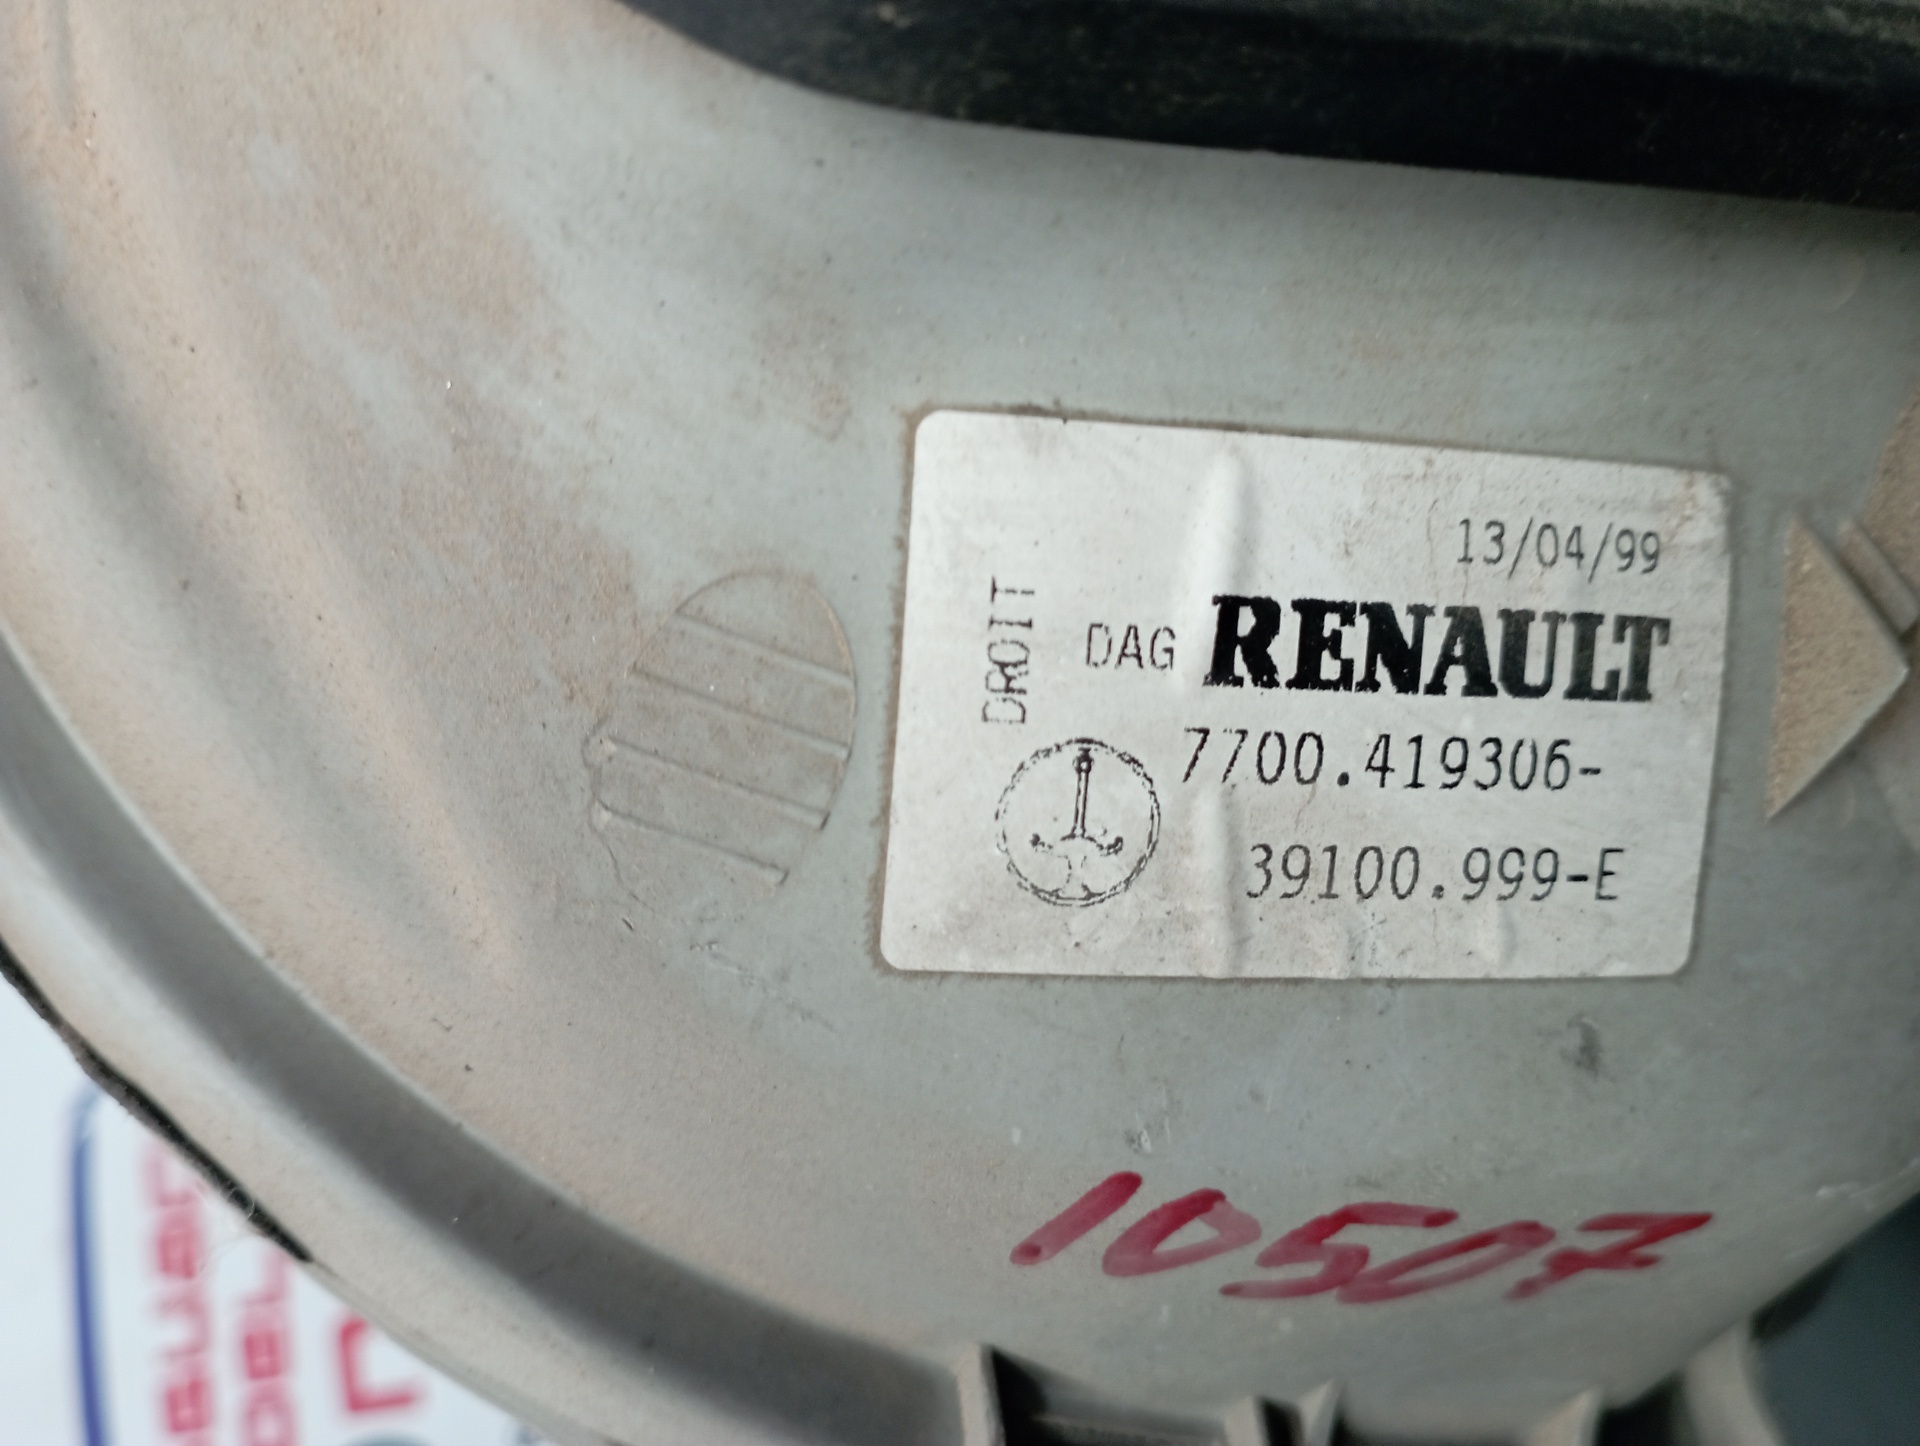 13/04/99
DROIT
DAG RENAULT
7700.419306-
39100.999-E
10507